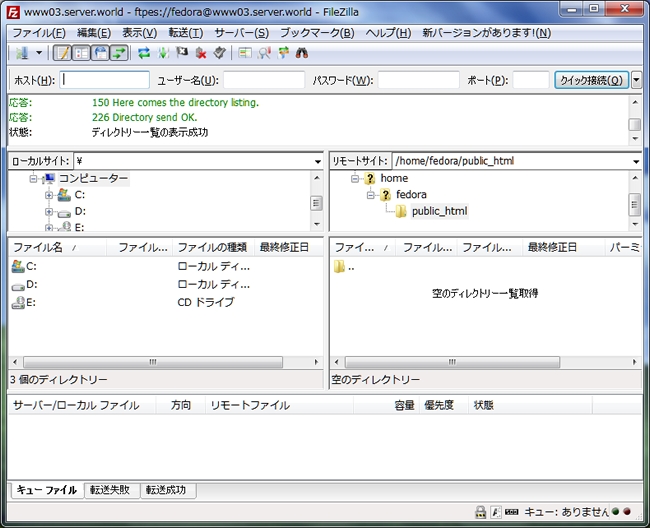 www03.server.world - ftpes://fedora@www03.server.world - FileZilla
ファイル(F) 編集(E) 表示(V) 転送(T) サーバー(S) ブックマーク(B) ヘルプ(H) 新バージョンがあります!(N)
ホスト(H): ユーザー名(U): パスワード(W): ポート(P): クイック接続(Q)
応答: 150 Here comes the directory listing.
応答: 226 Directory send OK.
状態: ディレクトリー一覧の表示成功
ローカルサイト: \ リモートサイト: /home/fedora/public_html
コンピューター ? home
C: ? fedora
D: public_html
E:
ファイル名 ファイル... ファイルの種類 最終修正日 ファイ... ファイル... ファイル... 最終修正日 パーミ
C: ローカル ディ... ..
D: ローカル ディ... 空のディレクトリー一覧取得
E: CD ドライブ
3 個のディレクトリー 空のディレクトリー
サーバー/ローカル ファイル 方向 リモートファイル 容量 優先度 状態
キュー ファイル 転送失敗 転送成功
キュー: ありません